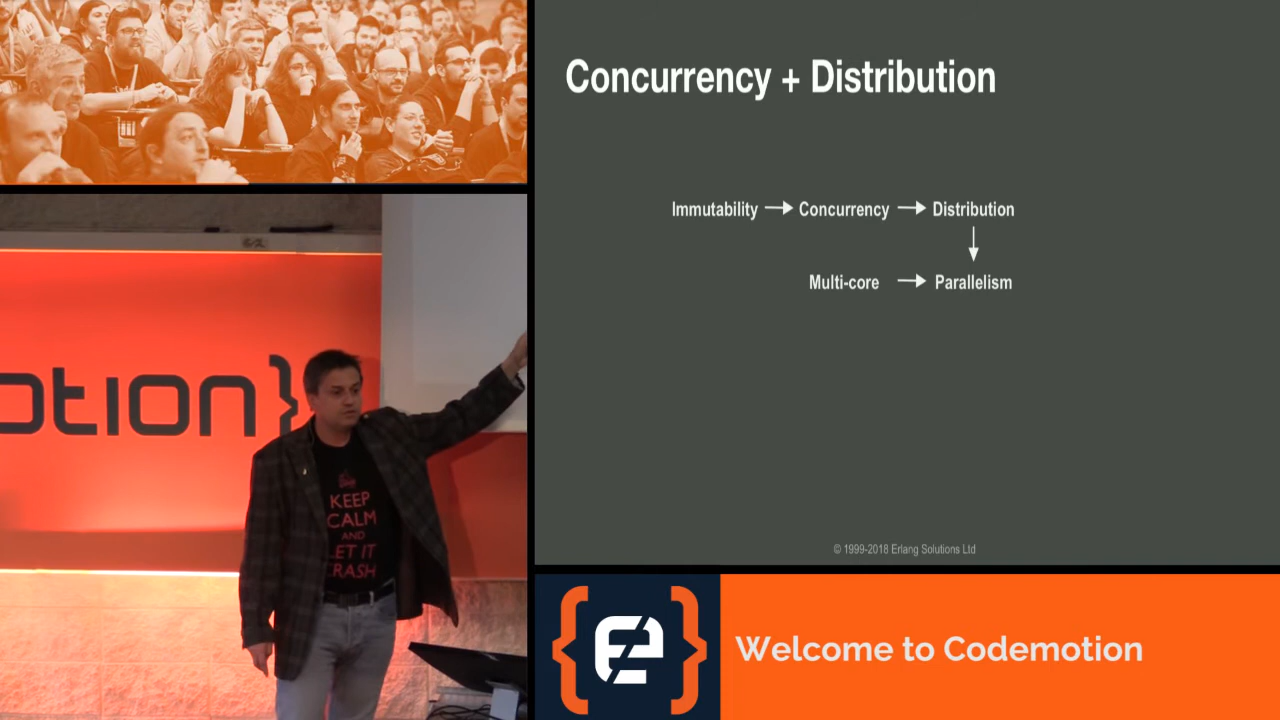 Concurrency + Distribution
Immutability → Concurrency → Distribution
Multi-core → Parallelism
© 1999-2018 Erlang Solutions Ltd
otion}
KEEP
CALM
AND
LET IT
CRASH
Welcome to Codemotion